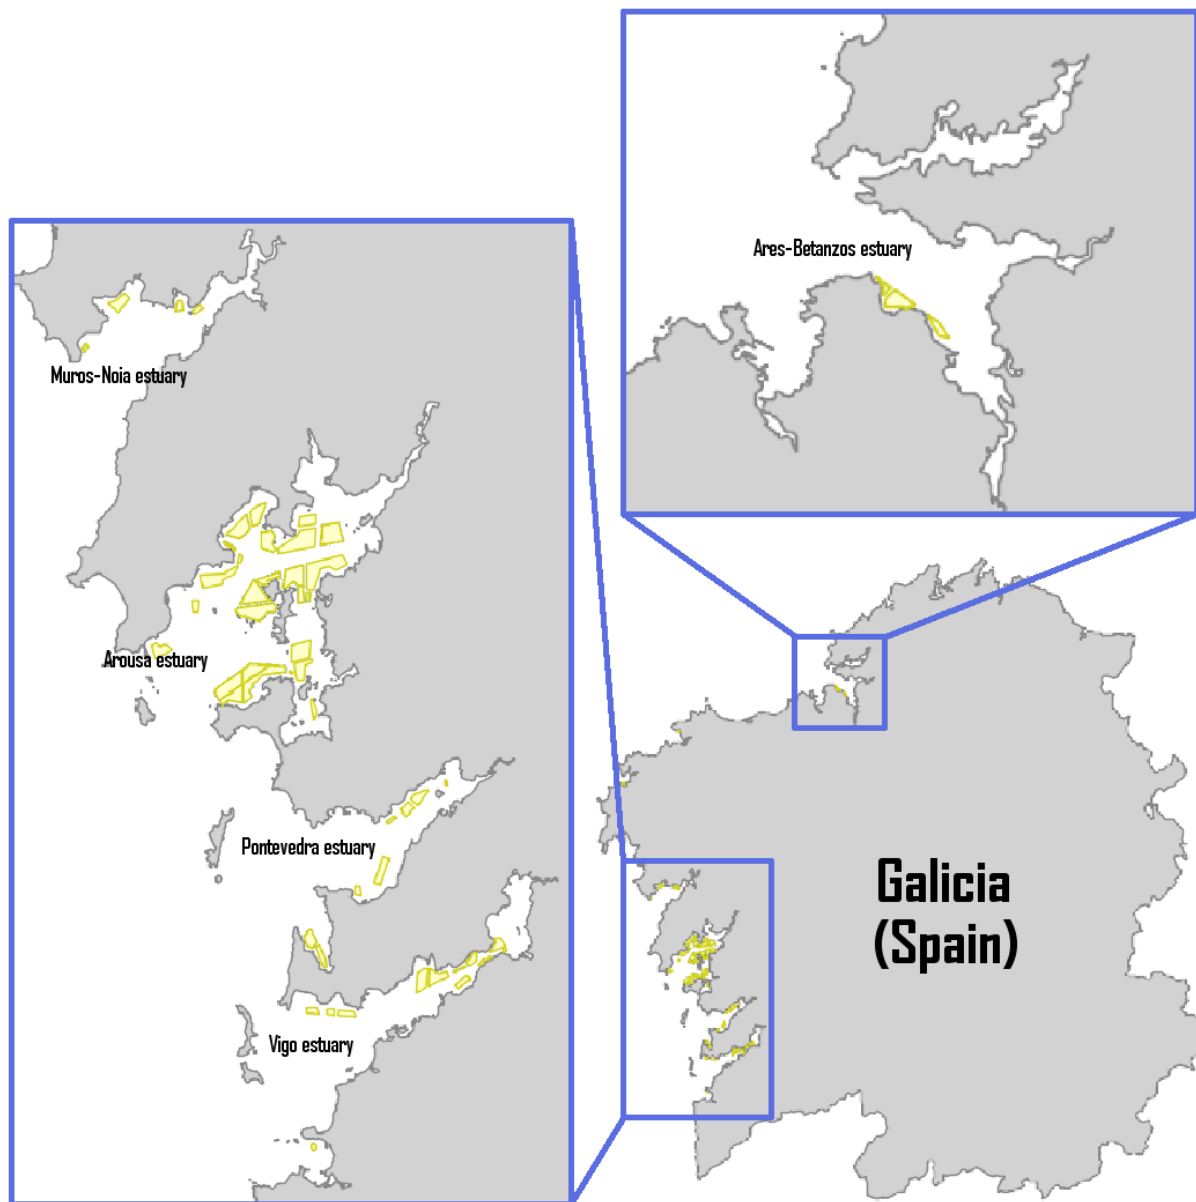 Ares-Betanzos estuary
Muros-Noia estuary
Arousa estuary
Pontevedra estuary
Vigo estuary
Galicia
(Spain)